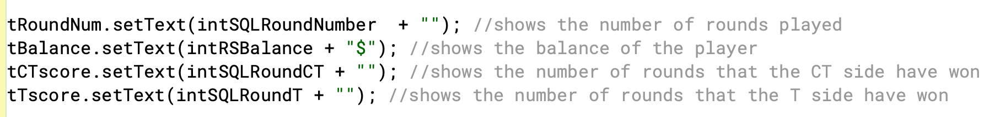 tRoundNum.setText(intSQLRoundNumber  + ""); //shows the number of rounds played
tBalance.setText(intRSBalance + "$"); //shows the balance of the player
tCTscore.setText(intSQLRoundCT + ""); //shows the number of rounds that the CT side have won
tTscore.setText(intSQLRoundT + ""); //shows the number of rounds that the T side have won